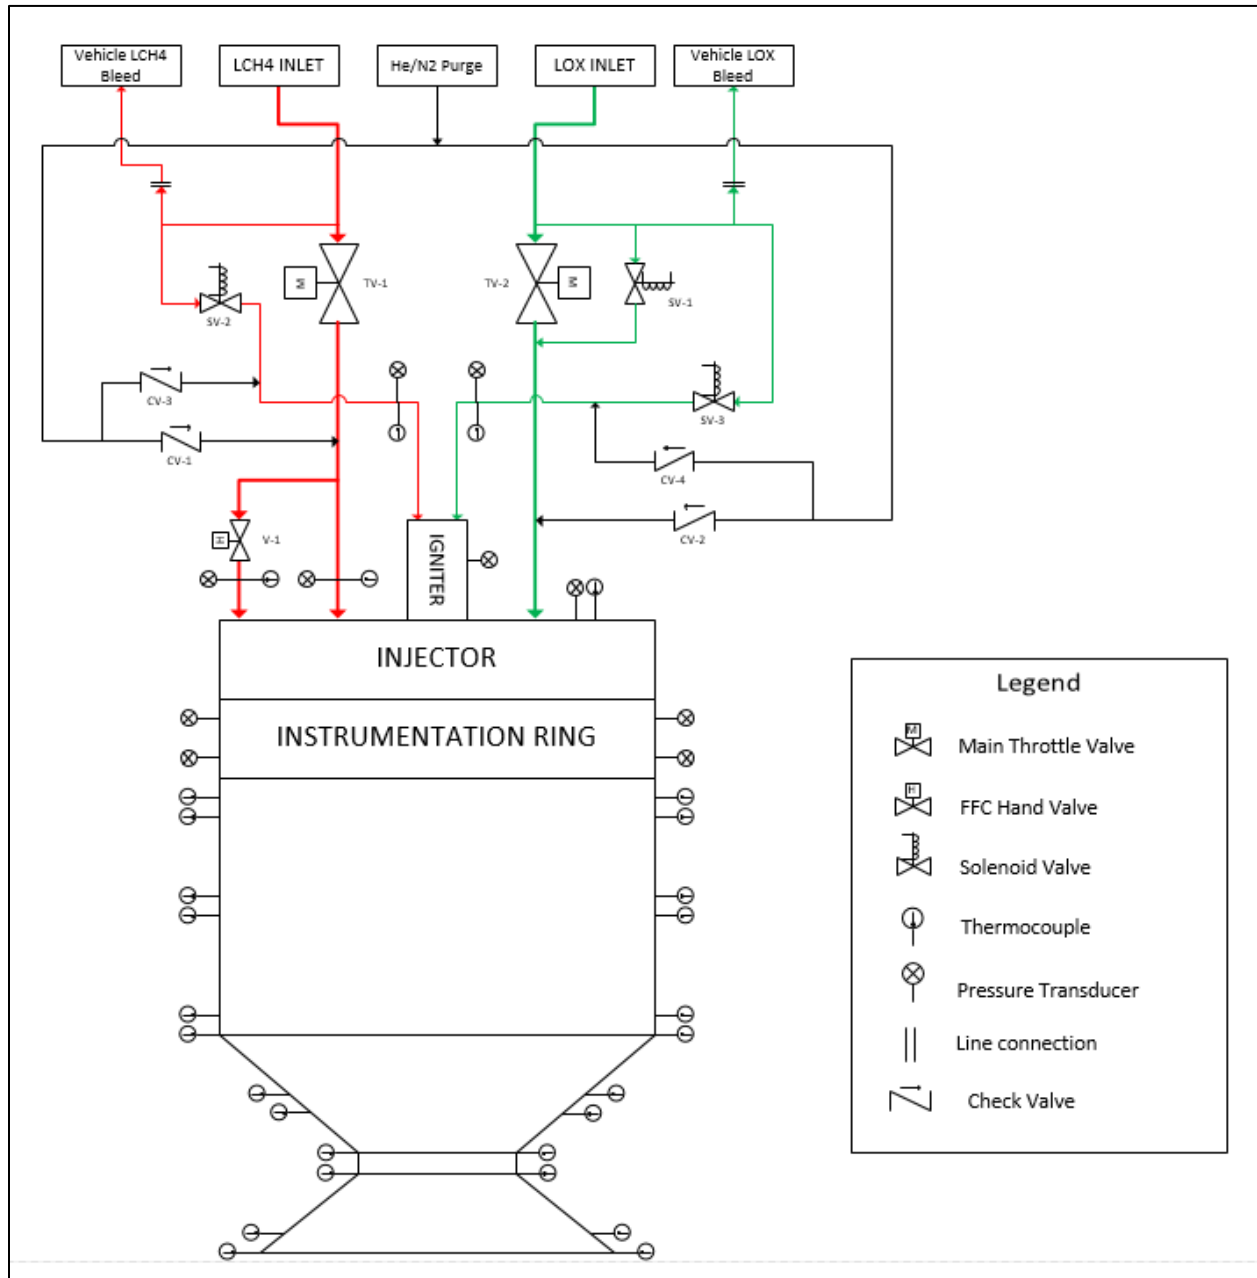 Vehicle LCH4
Bleed
LCH4 INLET
He/N2 Purge
LOX INLET
Vehicle LOX
Bleed
M
TV-1
TV-2
M
SV-1
SV-2
CV-3
CV-1
SV-3
CV-4
CV-2
H
V-1
IGNITER
INJECTOR
INSTRUMENTATION RING
Legend
M
Main Throttle Valve
H
FFC Hand Valve
Solenoid Valve
Thermocouple
Pressure Transducer
Line connection
Check Valve